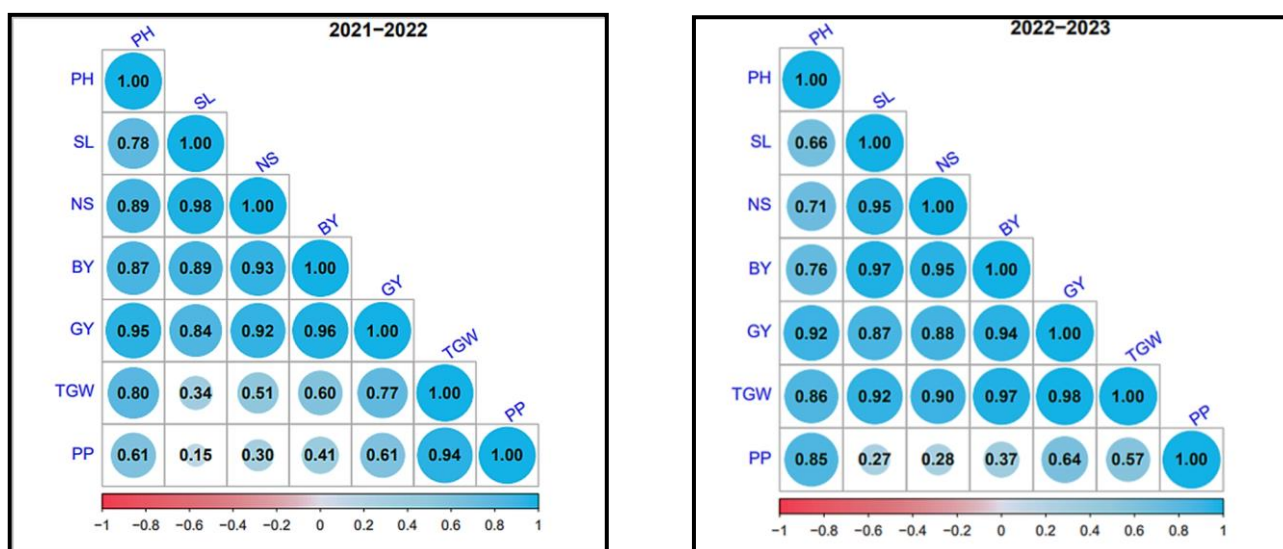 2021−2022
PH
PH 1.00
SL
SL 0.78 1.00
NS
NS 0.89 0.98 1.00
BY
BY 0.87 0.89 0.93 1.00
GY
GY 0.95 0.84 0.92 0.96 1.00
TGW
TGW 0.80 0.34 0.51 0.60 0.77 1.00
PP
PP 0.61 0.15 0.30 0.41 0.61 0.94 1.00
−1 −0.8 −0.6 −0.4 −0.2 0 0.2 0.4 0.6 0.8 1
2022−2023
PH
PH 1.00
SL
SL 0.66 1.00
NS
NS 0.71 0.95 1.00
BY
BY 0.76 0.97 0.95 1.00
GY
GY 0.92 0.87 0.88 0.94 1.00
TGW
TGW 0.86 0.92 0.90 0.97 0.98 1.00
PP
PP 0.85 0.27 0.28 0.37 0.64 0.57 1.00
−1 −0.8 −0.6 −0.4 −0.2 0 0.2 0.4 0.6 0.8 1